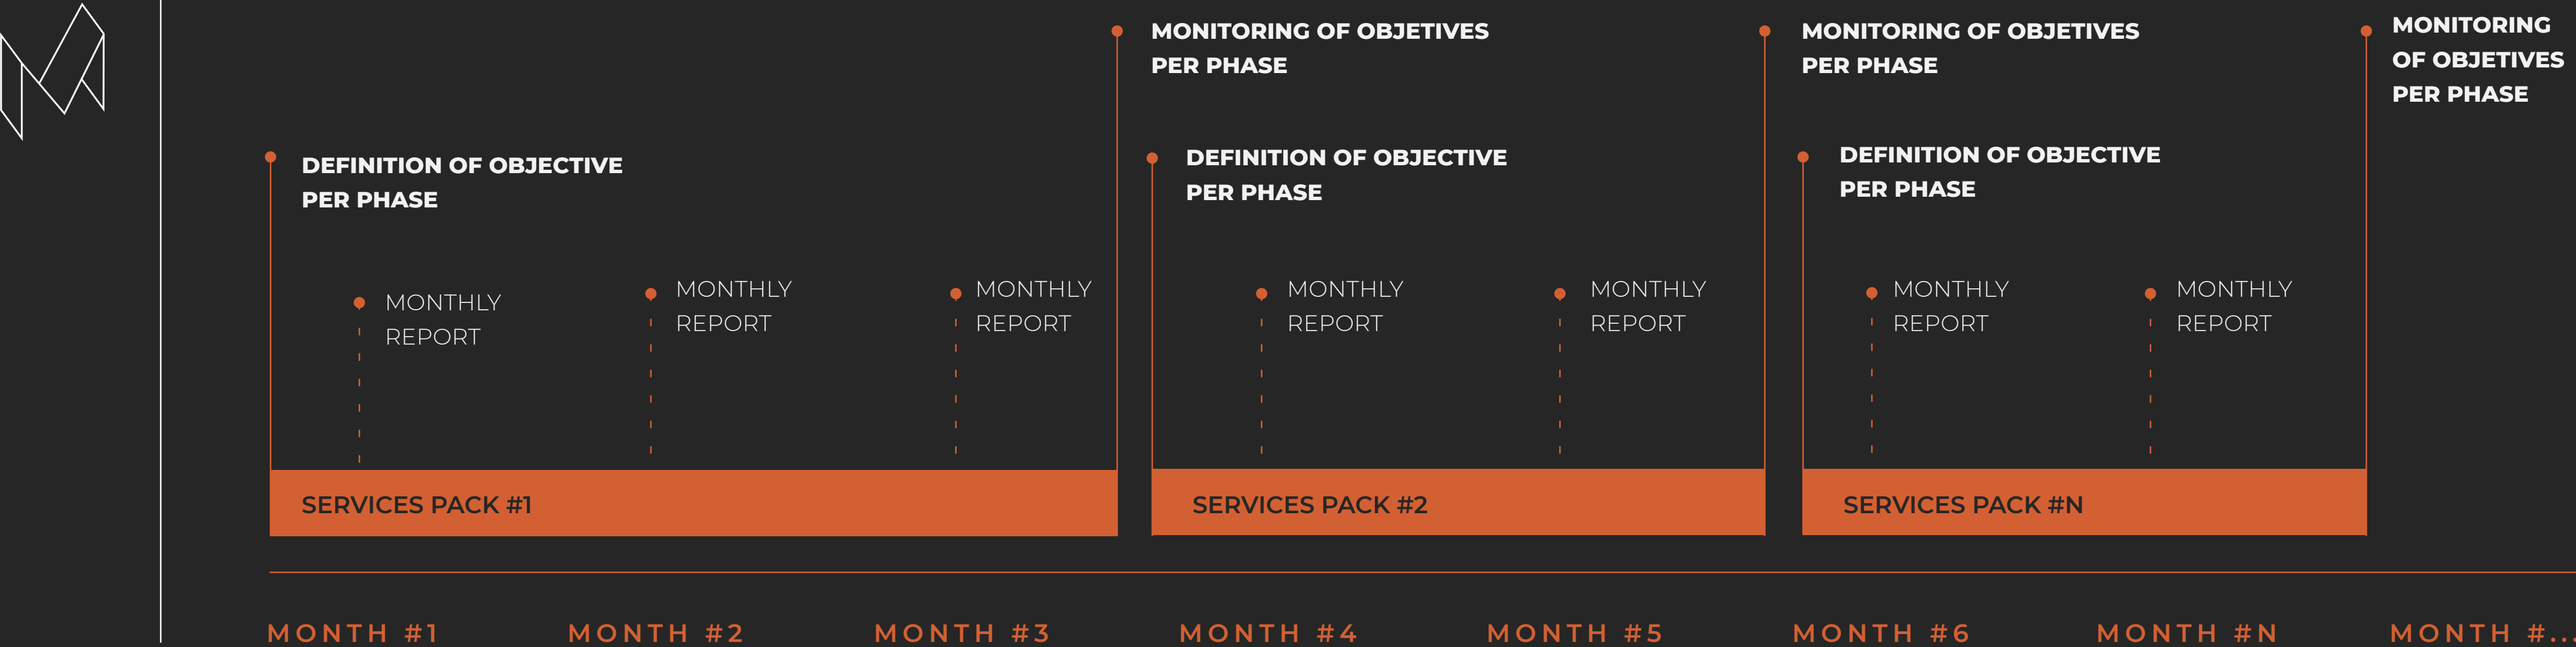 MONITORING OF OBJETIVES
PER PHASE
MONITORING OF OBJETIVES
PER PHASE
MONITORING
OF OBJETIVES
PER PHASE
DEFINITION OF OBJECTIVE
PER PHASE
DEFINITION OF OBJECTIVE
PER PHASE
DEFINITION OF OBJECTIVE
PER PHASE
MONTHLY
REPORT
MONTHLY
REPORT
MONTHLY
REPORT
MONTHLY
REPORT
MONTHLY
REPORT
MONTHLY
REPORT
MONTHLY
REPORT
SERVICES PACK #1
SERVICES PACK #2
SERVICES PACK #N
MONTH #1
MONTH #2
MONTH #3
MONTH #4
MONTH #5
MONTH #6
MONTH #N
MONTH #...